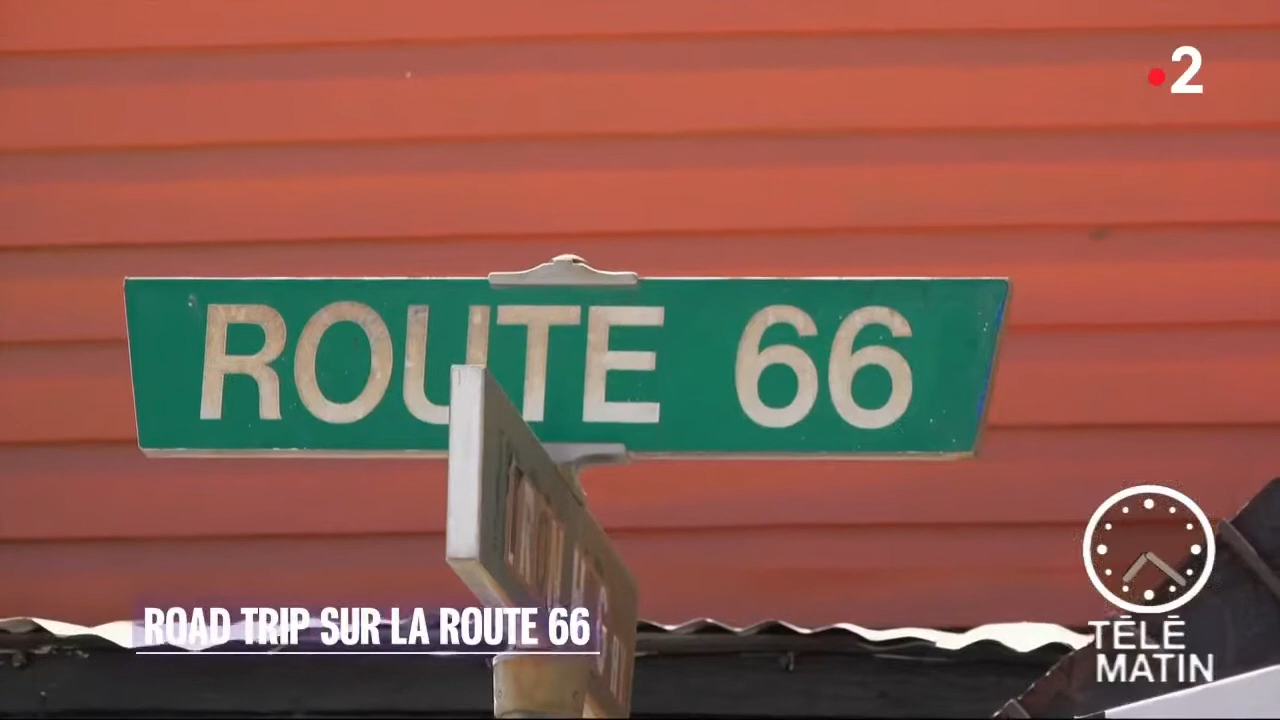 2
ROUTE 66
ROAD TRIP SUR LA ROUTE 66
TÉLÉ
MATIN